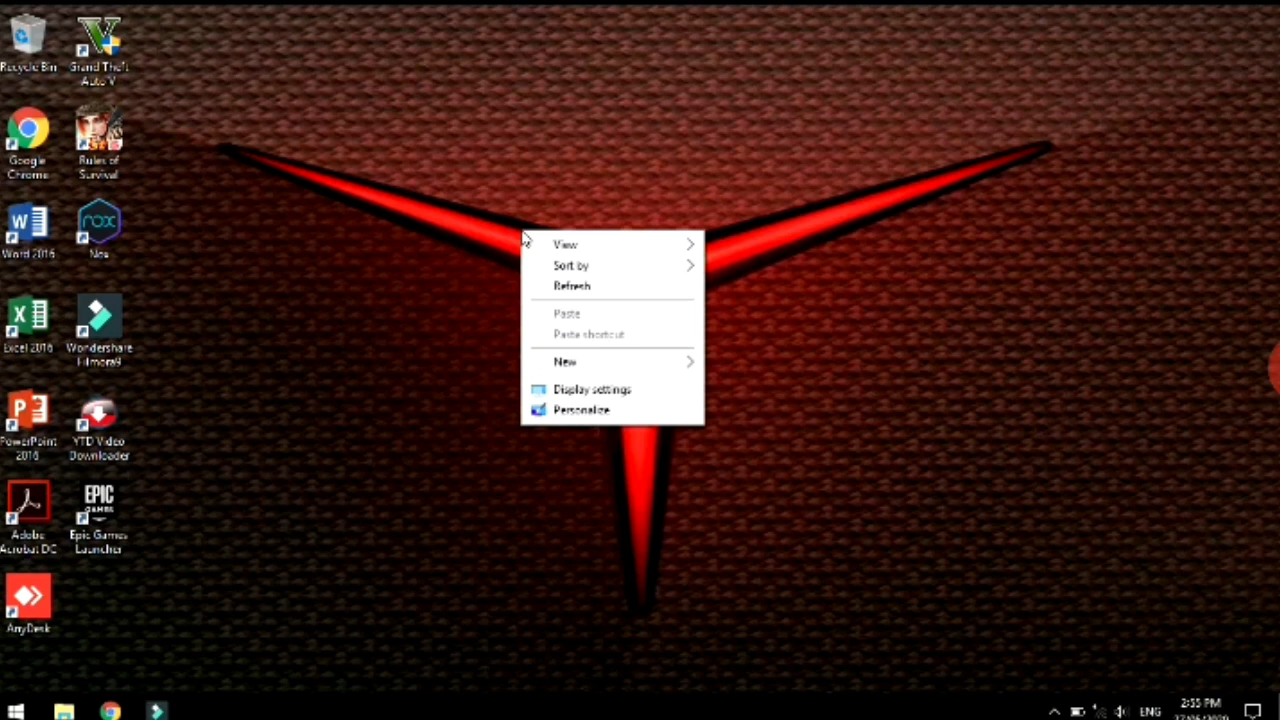 Recycle Bin
Grand Theft
Auto V
Google
Chrome
Rules of
Survival
Word 2016
nox
Nox
Excel 2016
Wondershare
Filmora9
PowerPoint
2016
YTD Video
Downloader
Adobe
Acrobat DC
EPIC
GAMES
Epic Games
Launcher
AnyDesk
View
Sort by
Refresh
Paste
Paste shortcut
New
Display settings
Personalize
ENG
2:55 PM